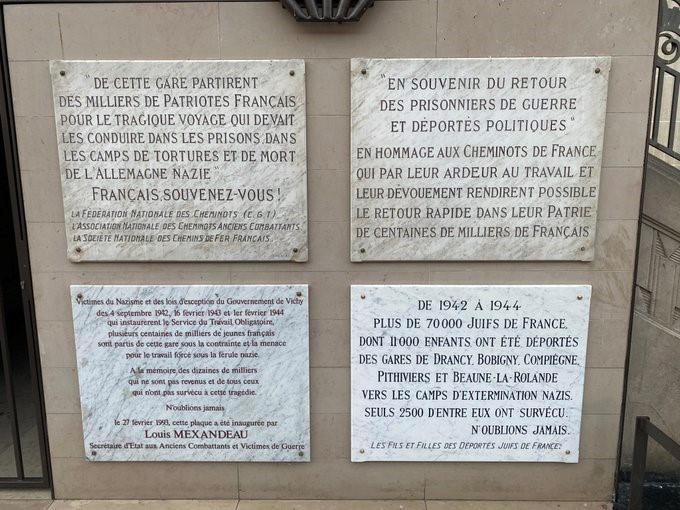 "DE CETTE GARE PARTIRENT
DES MILLIERS DE PATRIOTES FRANÇAIS
POUR LE TRAGIQUE VOYAGE QUI DEVAIT
LES CONDUIRE DANS LES PRISONS, DANS
LES CAMPS DE TORTURES ET DE MORT
DE L'ALLEMAGNE NAZIE"
FRANÇAIS, SOUVENEZ-VOUS!
LA FÉDÉRATION NATIONALE DES CHEMINOTS (C.G.T.)
L'ASSOCIATION NATIONALE DES CHEMINOTS ANCIENS COMBATTANTS
LA SOCIÉTÉ NATIONALE DES CHEMINS DE FER FRANÇAIS
"EN SOUVENIR DU RETOUR
DES PRISONNIERS DE GUERRE
ET DÉPORTÉS POLITIQUES"
EN HOMMAGE AUX CHEMINOTS DE FRANCE
QUI PAR LEUR ARDEUR AU TRAVAIL ET
LEUR DÉVOUEMENT RENDIRENT POSSIBLE
LE RETOUR RAPIDE DANS LEUR PATRIE
DE CENTAINES DE MILLIERS DE FRANÇAIS
Victimes du Nazisme et des lois d'exception du Gouvernement de Vichy
des 4 septembre 1942, 16 février 1943 et 1er février 1944
qui instaurèrent le Service du Travail Obligatoire,
plusieurs centaines de milliers de jeunes français
sont partis de cette gare sous la contrainte et la menace
pour le travail forcé sous la férule nazie.
A la mémoire des dizaines de milliers
qui ne sont pas revenus et de tous ceux
qui n'ont pas survécu à cette tragédie.
N'oublions jamais
le 27 février 1993, cette plaque a été inaugurée par
Louis MEXANDEAU
Secrétaire d'Etat aux Anciens Combattants et Victimes de Guerre
DE 1942 À 1944
PLUS DE 70000 JUIFS DE FRANCE,
DONT 11000 ENFANTS, ONT ÉTÉ DÉPORTÉS
DES GARES DE DRANCY, BOBIGNY, COMPIÈGNE,
PITHIVIERS ET BEAUNE-LA-ROLANDE
VERS LES CAMPS D'EXTERMINATION NAZIS.
SEULS 2500 D'ENTRE EUX ONT SURVÉCU.
N'OUBLIONS JAMAIS.
LES FILS ET FILLES DES DÉPORTÉS JUIFS DE FRANCE